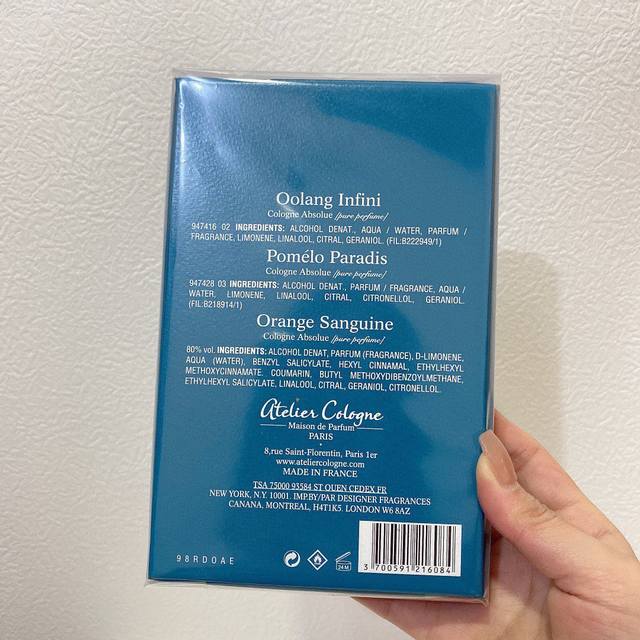 Oolang Infini
Cologne Absolue [pure perfume]
947416 02 INGREDIENTS: ALCOHOL DENAT., AQUA / WATER, PARFUM /
FRAGRANCE, LIMONENE, LINALOOL, CITRAL, GERANIOL. (FIL:B222949/1)
Pomélo Paradis
Cologne Absolue [pure perfume]
947428 03 INGREDIENTS: ALCOHOL DENAT., PARFUM / FRAGRANCE, AQUA /
WATER, LIMONENE, LINALOOL, CITRAL, CITRONELLOL, GERANIOL.
(FIL:B218914/1)
Orange Sanguine
Cologne Absolue [pure perfume]
80% vol. INGREDIENTS: ALCOHOL DENAT, PARFUM (FRAGRANCE), D-LIMONENE,
AQUA (WATER), BENZYL SALICYLATE, HEXYL CINNAMAL, ETHYLHEXYL
METHOXYCINNAMATE. COUMARIN, BUTYL METHOXYDIBENZOYLMETHANE,
ETHYLHEXYL SALICYLATE, LINALOOL, CITRAL, GERANIOL, CITRONELLOL.
Atelier Cologne
Maison de Parfum
PARIS
8,rue Saint-Florentin, Paris 1er
www.ateliercologne.com
MADE IN FRANCE
TSA 75000 93584 ST QUEN CEDEX FR
NEW YORK, N.Y. 10001. IMP.BY/PAR DESIGNER FRAGRANCES
CANANA, MONTREAL, H4T1K5. LONDON W6 8AZ
98RDOAE
24 M
3 700591 216084